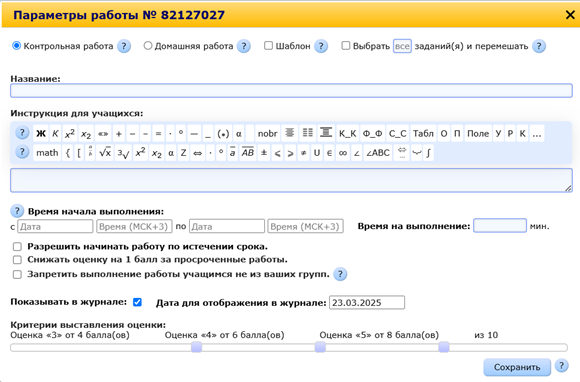 Параметры работы № 82127027
Контрольная работа ? Домашняя работа ? Шаблон ? Выбрать все заданий(я) и перемешать ?
Название:
Инструкция для учащихся:
? Ж К x² x₂ «» + − – = · ° — _ (•) α nobr К_К Ф_Ф С_С Табл О П Поле У Р К ...
? math { [ a/b √x 3√ x² x₂ α Z ⇔ · ° a AB ± ⩽ ⩾ ≠ U ∈ ∞ ∠ ∠ABC ⇔ ∫
? Время начала выполнения:
с Дата Время (МСК+3) по Дата Время (МСК+3) Время на выполнение: мин.
Разрешить начинать работу по истечении срока.
Снижать оценку на 1 балл за просроченные работы.
Запретить выполнение работы учащимся не из ваших групп. ?
Показывать в журнале: Дата для отображения в журнале: 23.03.2025
Критерии выставления оценки:
Оценка «3» от 4 балла(ов) Оценка «4» от 6 балла(ов) Оценка «5» от 8 балла(ов) из 10
Сохранить ?